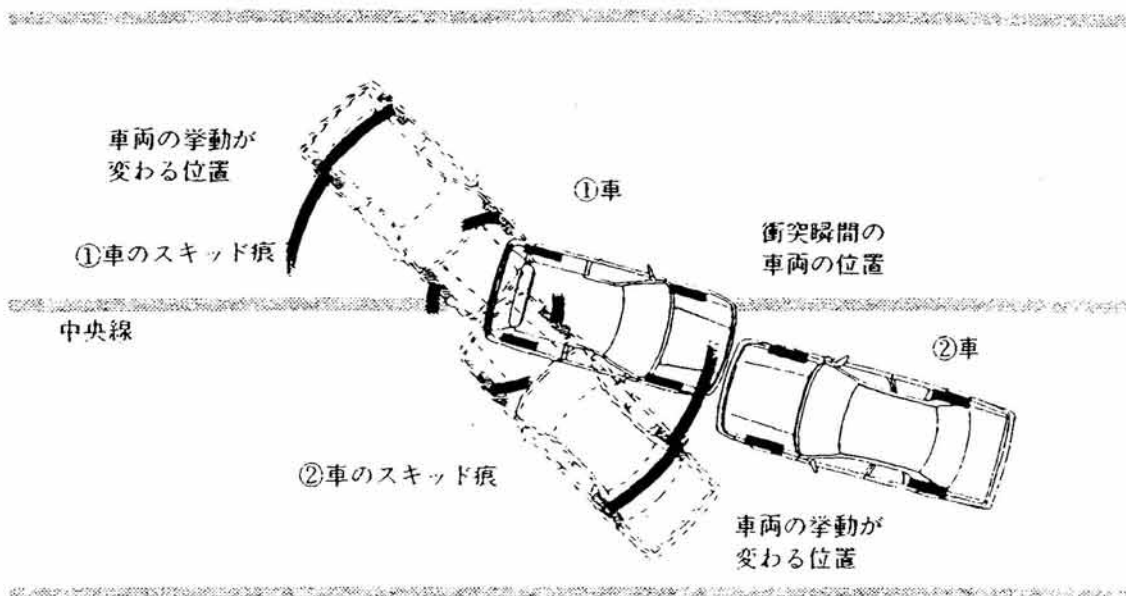 車両の挙動が
変わる位置
①車
①車のスキッド痕
衝突瞬間の
車両の位置
中央線
②車
②車のスキッド痕
車両の挙動が
変わる位置